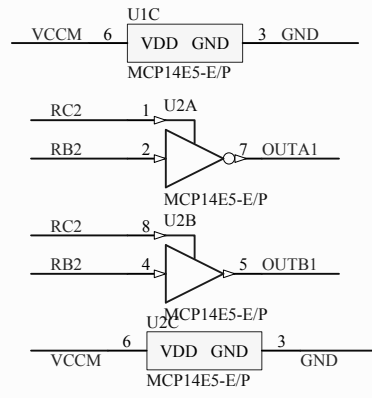 U1C
VCCM 6 VDD GND 3 GND
MCP14E5-E/P
RC2 1 U2A
RB2 2 7 OUTA1
MCP14E5-E/P
RC2 8 U2B
RB2 4 5 OUTB1
MCP14E5-E/P
U2C
VCCM 6 VDD GND 3 GND
MCP14E5-E/P